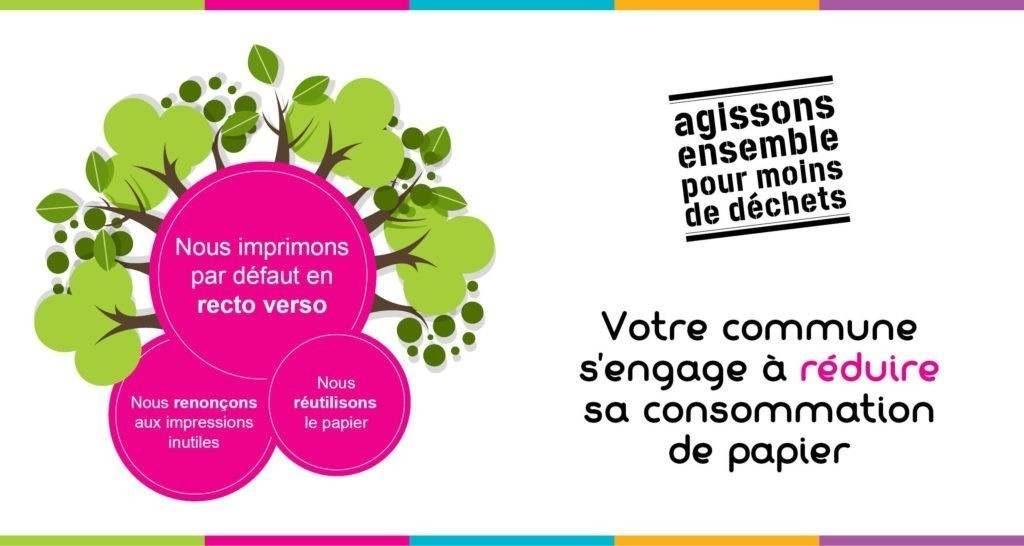 Nous imprimons
par défaut en
recto verso
Nous renonçons
aux impressions
inutiles
Nous
réutilisons
le papier
agissons
ensemble
pour moins
de déchets
Votre commune
s'engage à réduire
sa consommation
de papier